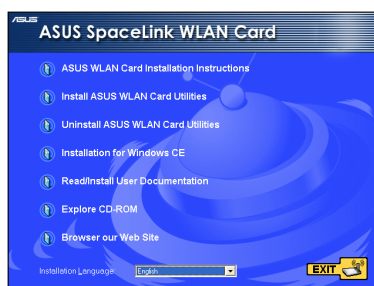 ASUS
ASUS SpaceLink WLAN Card
ASUS WLAN Card Installation Instructions
Install ASUS WLAN Card Utilities
Uninstall ASUS WLAN Card Utilities
Installation for Windows CE
Read/Install User Documentation
Explore CD-ROM
Browser our Web Site
Installation Language: English
EXIT